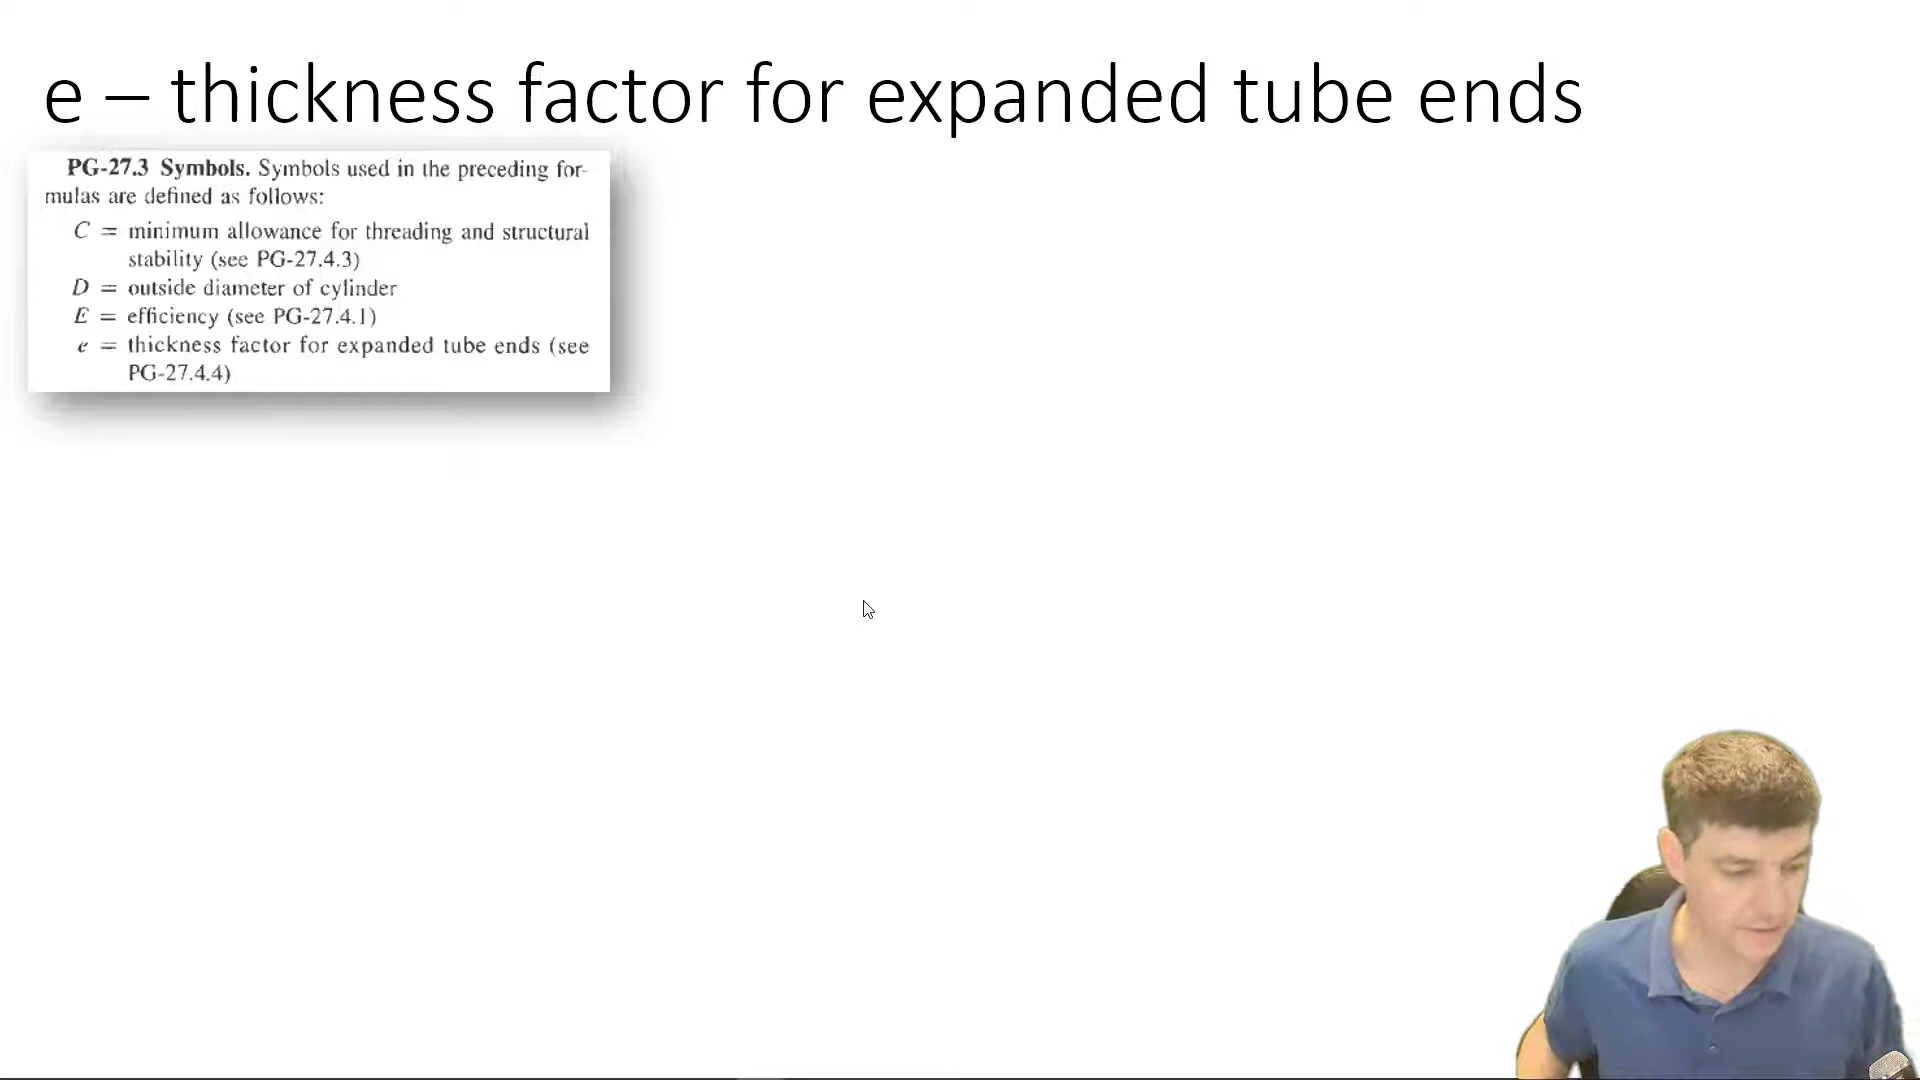 e – thickness factor for expanded tube ends
PG-27.3 Symbols. Symbols used in the preceding for-
mulas are defined as follows:
C = minimum allowance for threading and structural
stability (see PG-27.4.3)
D = outside diameter of cylinder
E = efficiency (see PG-27.4.1)
e = thickness factor for expanded tube ends (see
PG-27.4.4)